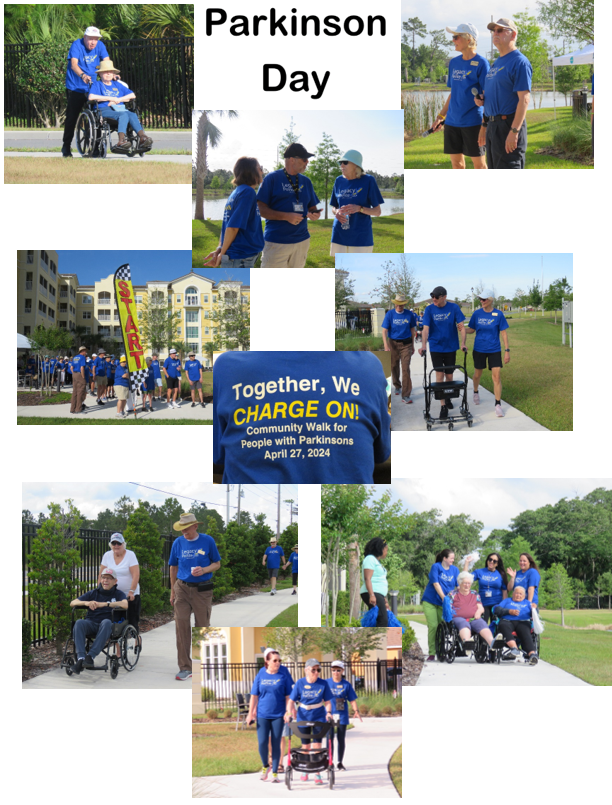 Parkinson
Day
START
Together, We
CHARGE ON!
Community Walk for
People with Parkinsons
April 27, 2024